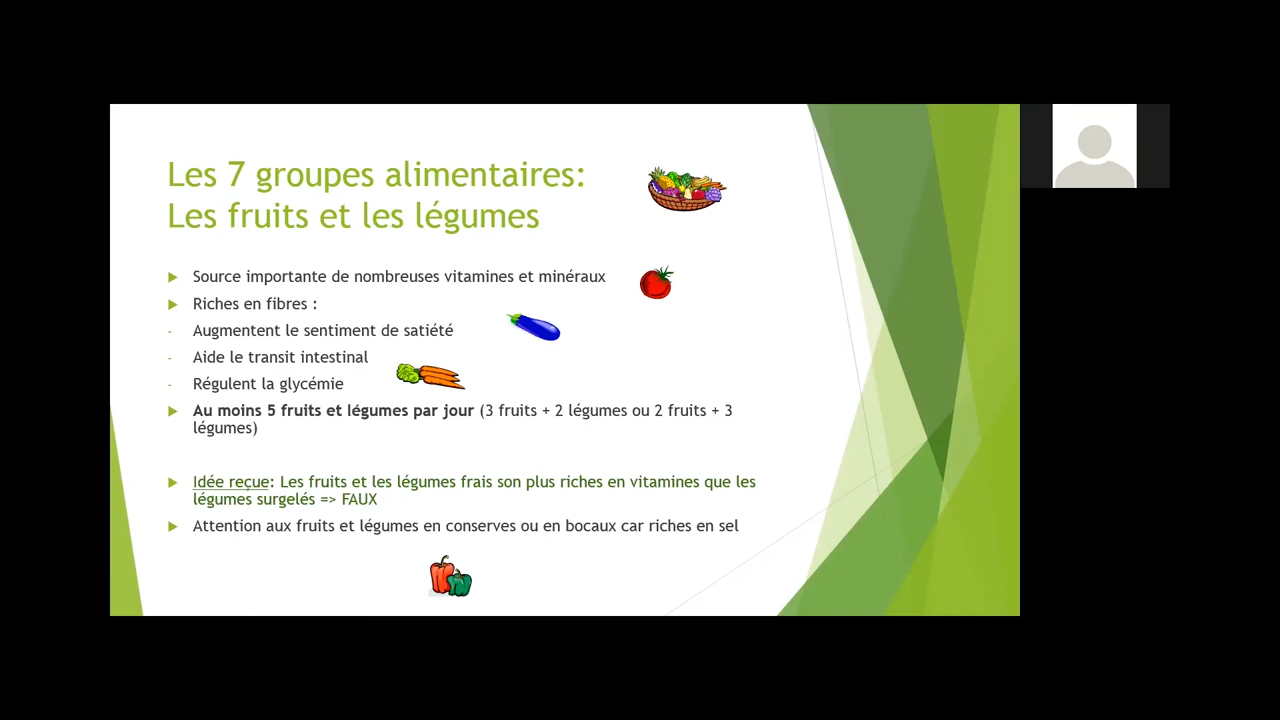 Les 7 groupes alimentaires:
Les fruits et les légumes
Source importante de nombreuses vitamines et minéraux
Riches en fibres :
- Augmentent le sentiment de satiété
- Aide le transit intestinal
- Régulent la glycémie
Au moins 5 fruits et légumes par jour (3 fruits + 2 légumes ou 2 fruits + 3
légumes)
Idée reçue: Les fruits et les légumes frais son plus riches en vitamines que les
légumes surgelés => FAUX
Attention aux fruits et légumes en conserves ou en bocaux car riches en sel